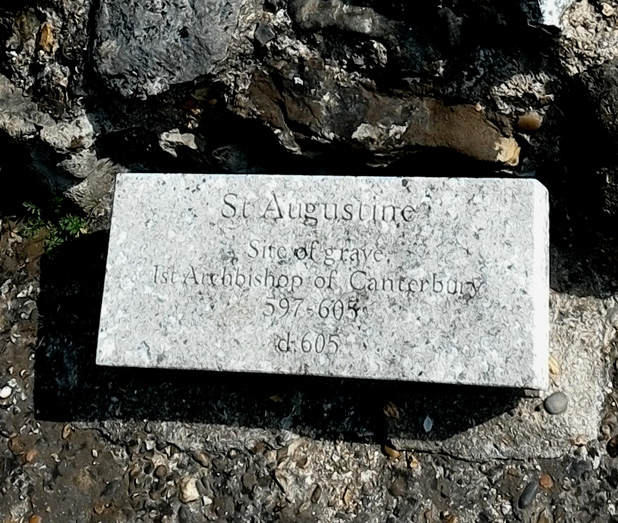 St Augustine
Site of grave,
1st Archbishop of Canterbury
597-605
d.605